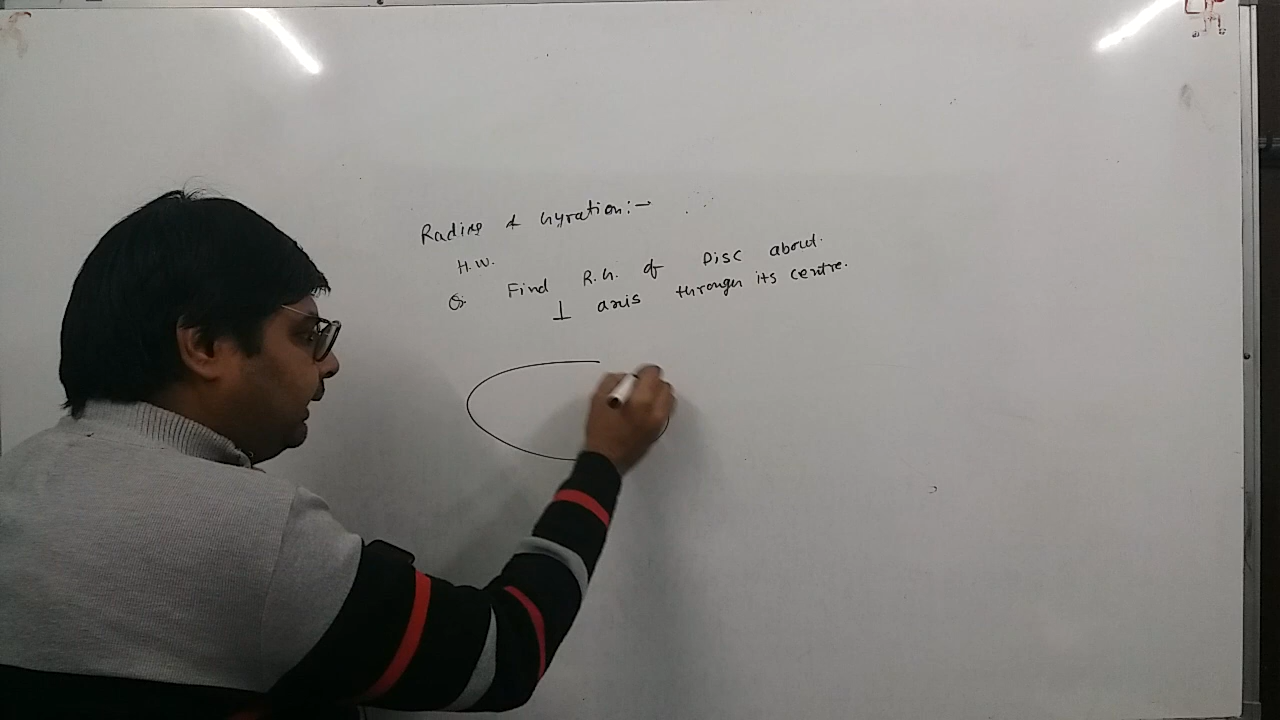 Radius of Gyration:→
H.W.
Q. Find R.G. of Disc about.
⊥ axis through its centre.